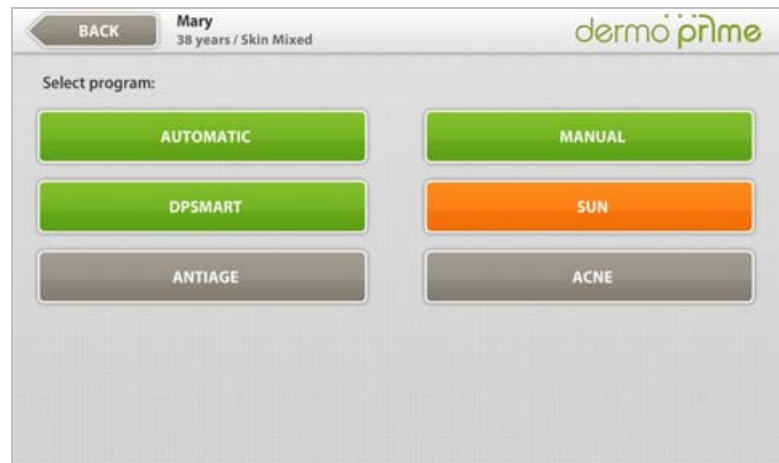 BACK
Mary
38 years / Skin Mixed
dermo prime
Select program:
AUTOMATIC
MANUAL
DPSMART
SUN
ANTIAGE
ACNE